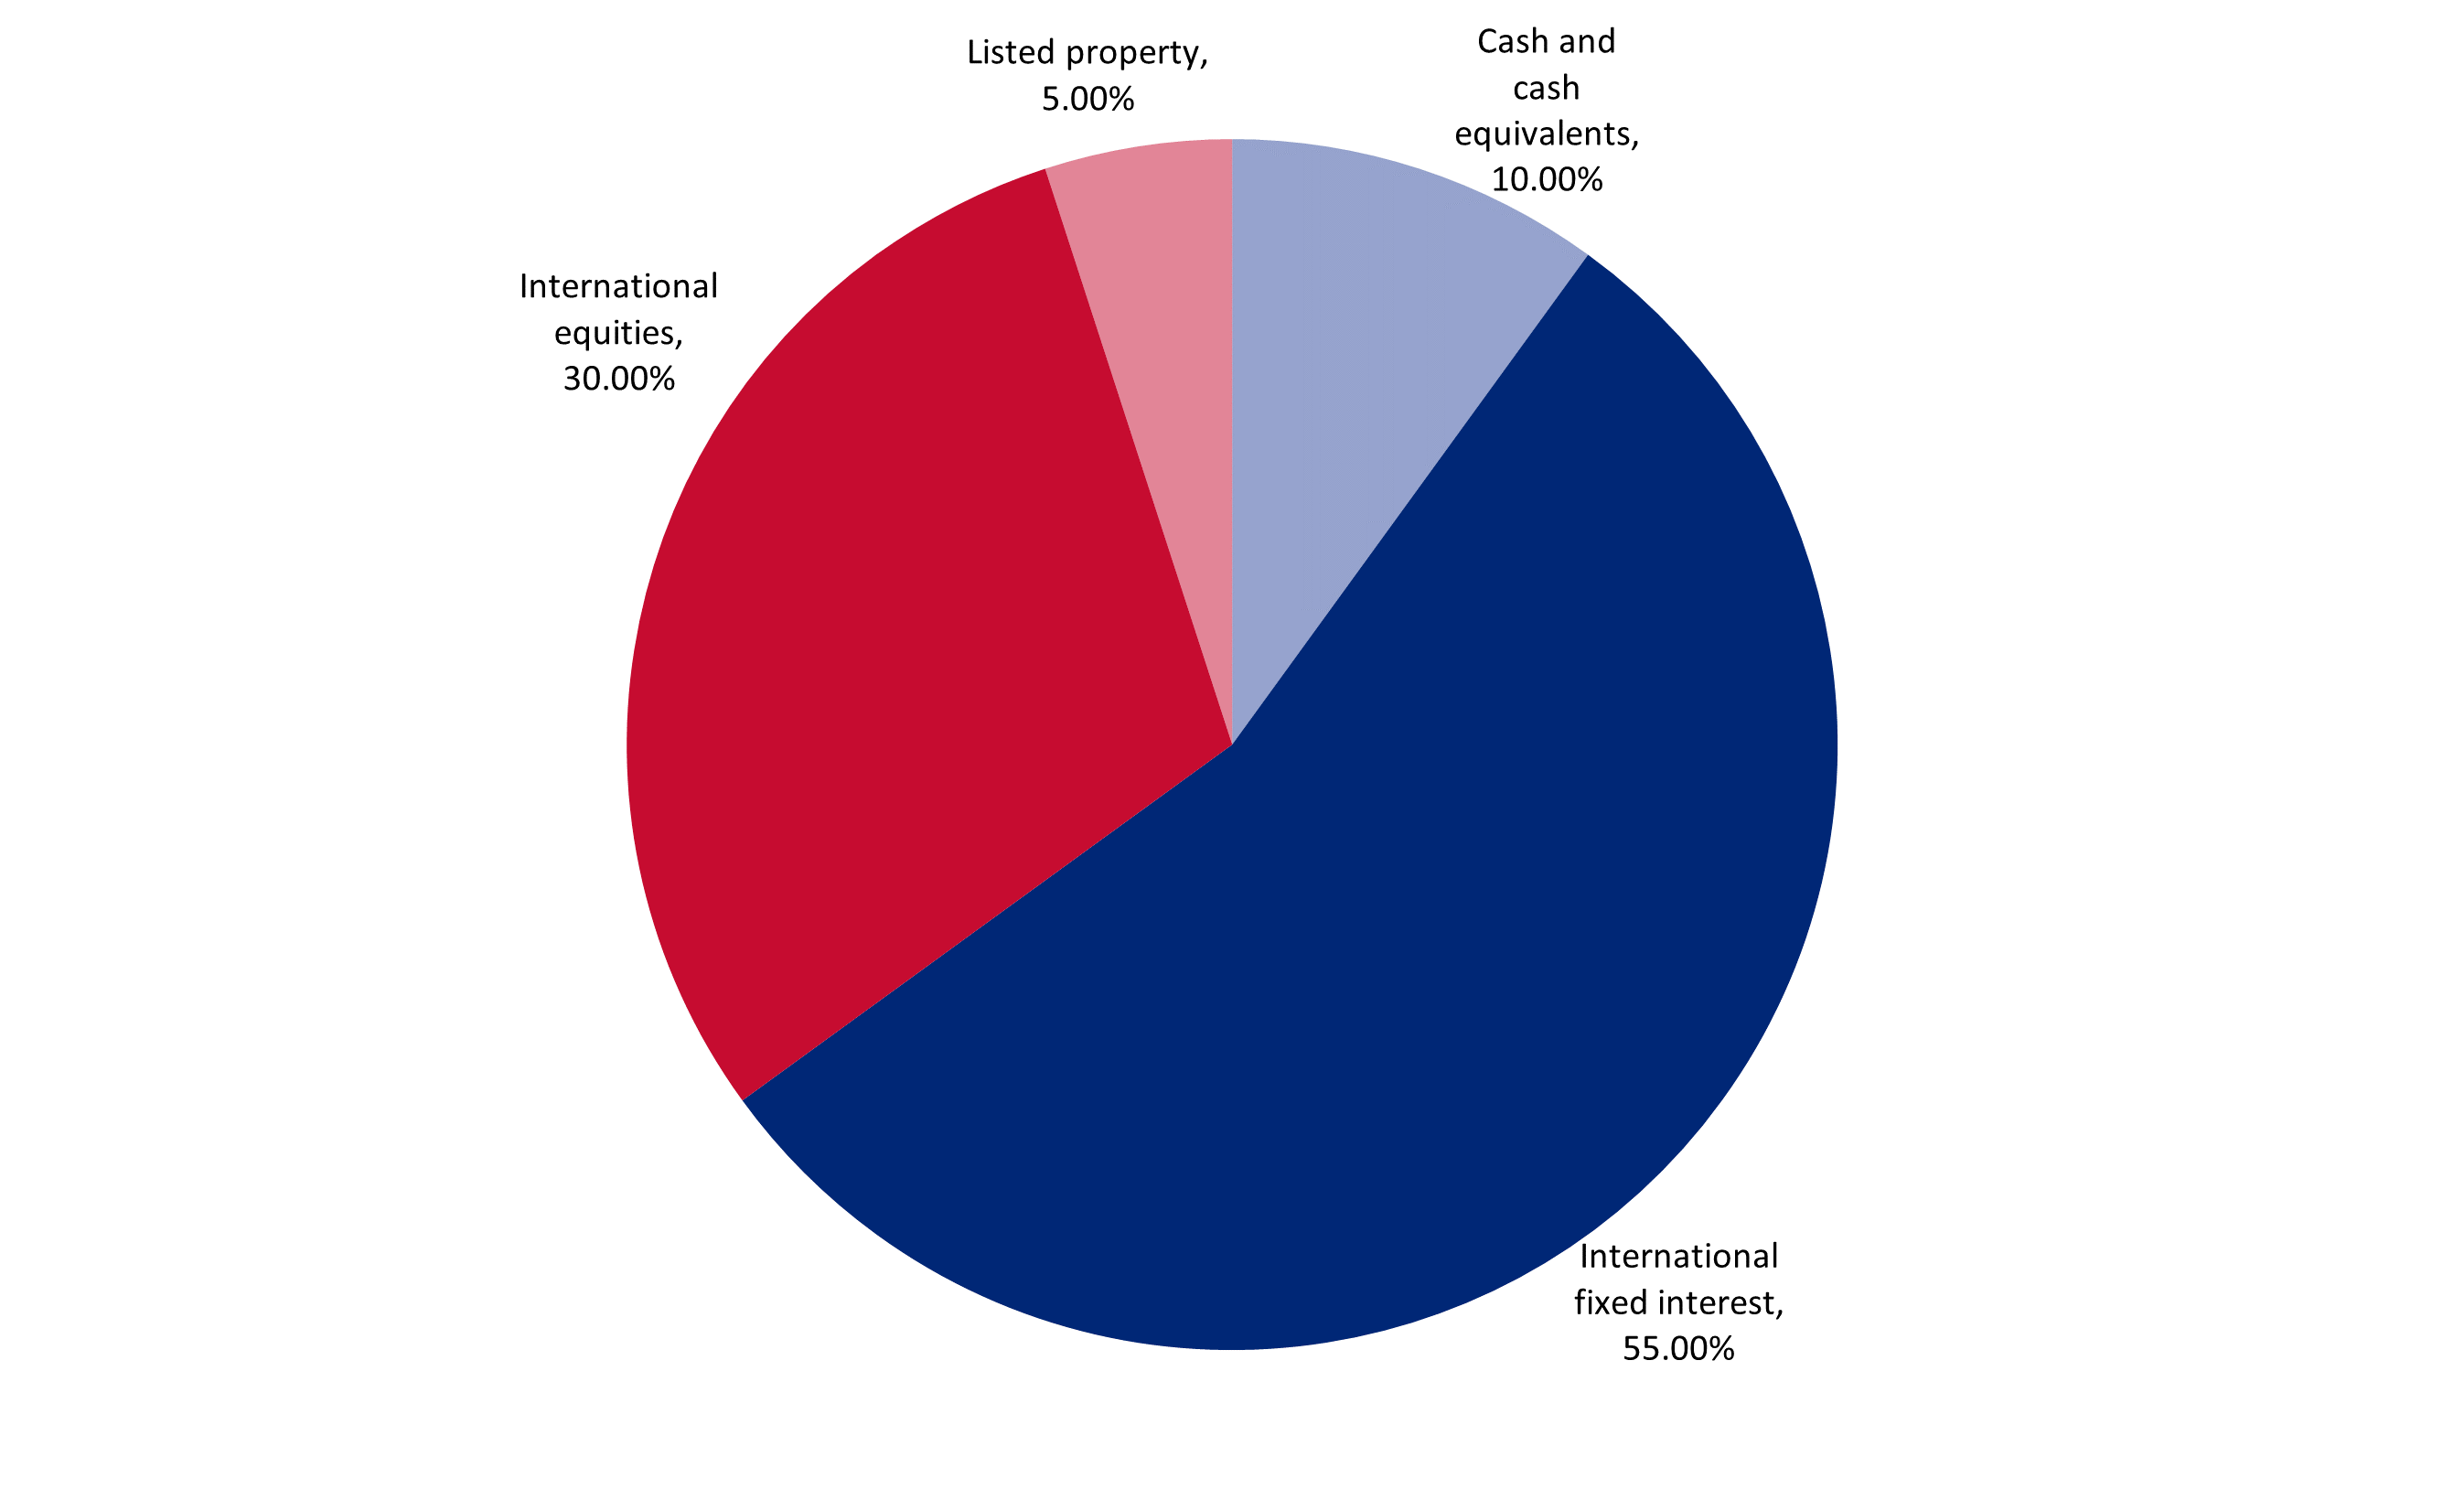 Listed property,
5.00%
Cash and
cash
equivalents,
10.00%
International
equities,
30.00%
International
fixed interest,
55.00%